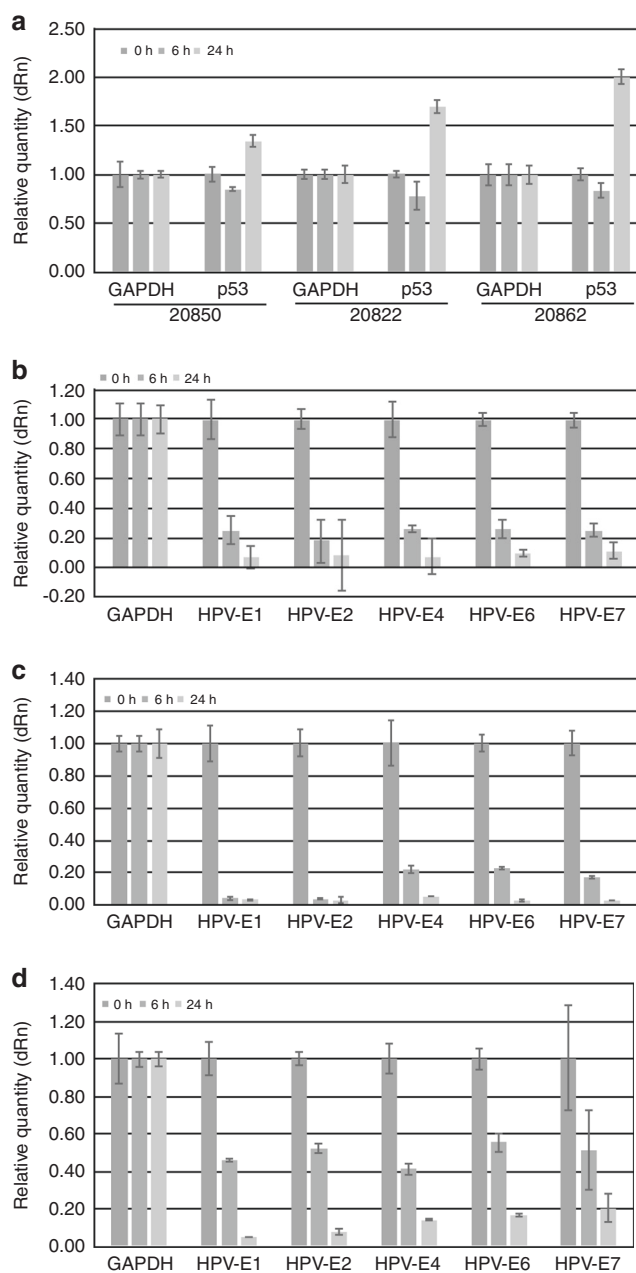 a
Relative quantity (dRn)
0 h 6 h 24 h
2.50
2.00
1.50
1.00
0.50
0.00
GAPDH p53 GAPDH p53 GAPDH p53
20850 20822 20862
b
Relative quantity (dRn)
0 h 6 h 24 h
1.20
1.00
0.80
0.60
0.40
0.20
0.00
-0.20
GAPDH HPV-E1 HPV-E2 HPV-E4 HPV-E6 HPV-E7
c
Relative quantity (dRn)
1.40
0 h 6 h 24 h
1.20
1.00
0.80
0.60
0.40
0.20
0.00
GAPDH HPV-E1 HPV-E2 HPV-E4 HPV-E6 HPV-E7
d
Relative quantity (dRn)
1.40
0 h 6 h 24 h
1.20
1.00
0.80
0.60
0.40
0.20
0.00
GAPDH HPV-E1 HPV-E2 HPV-E4 HPV-E6 HPV-E7